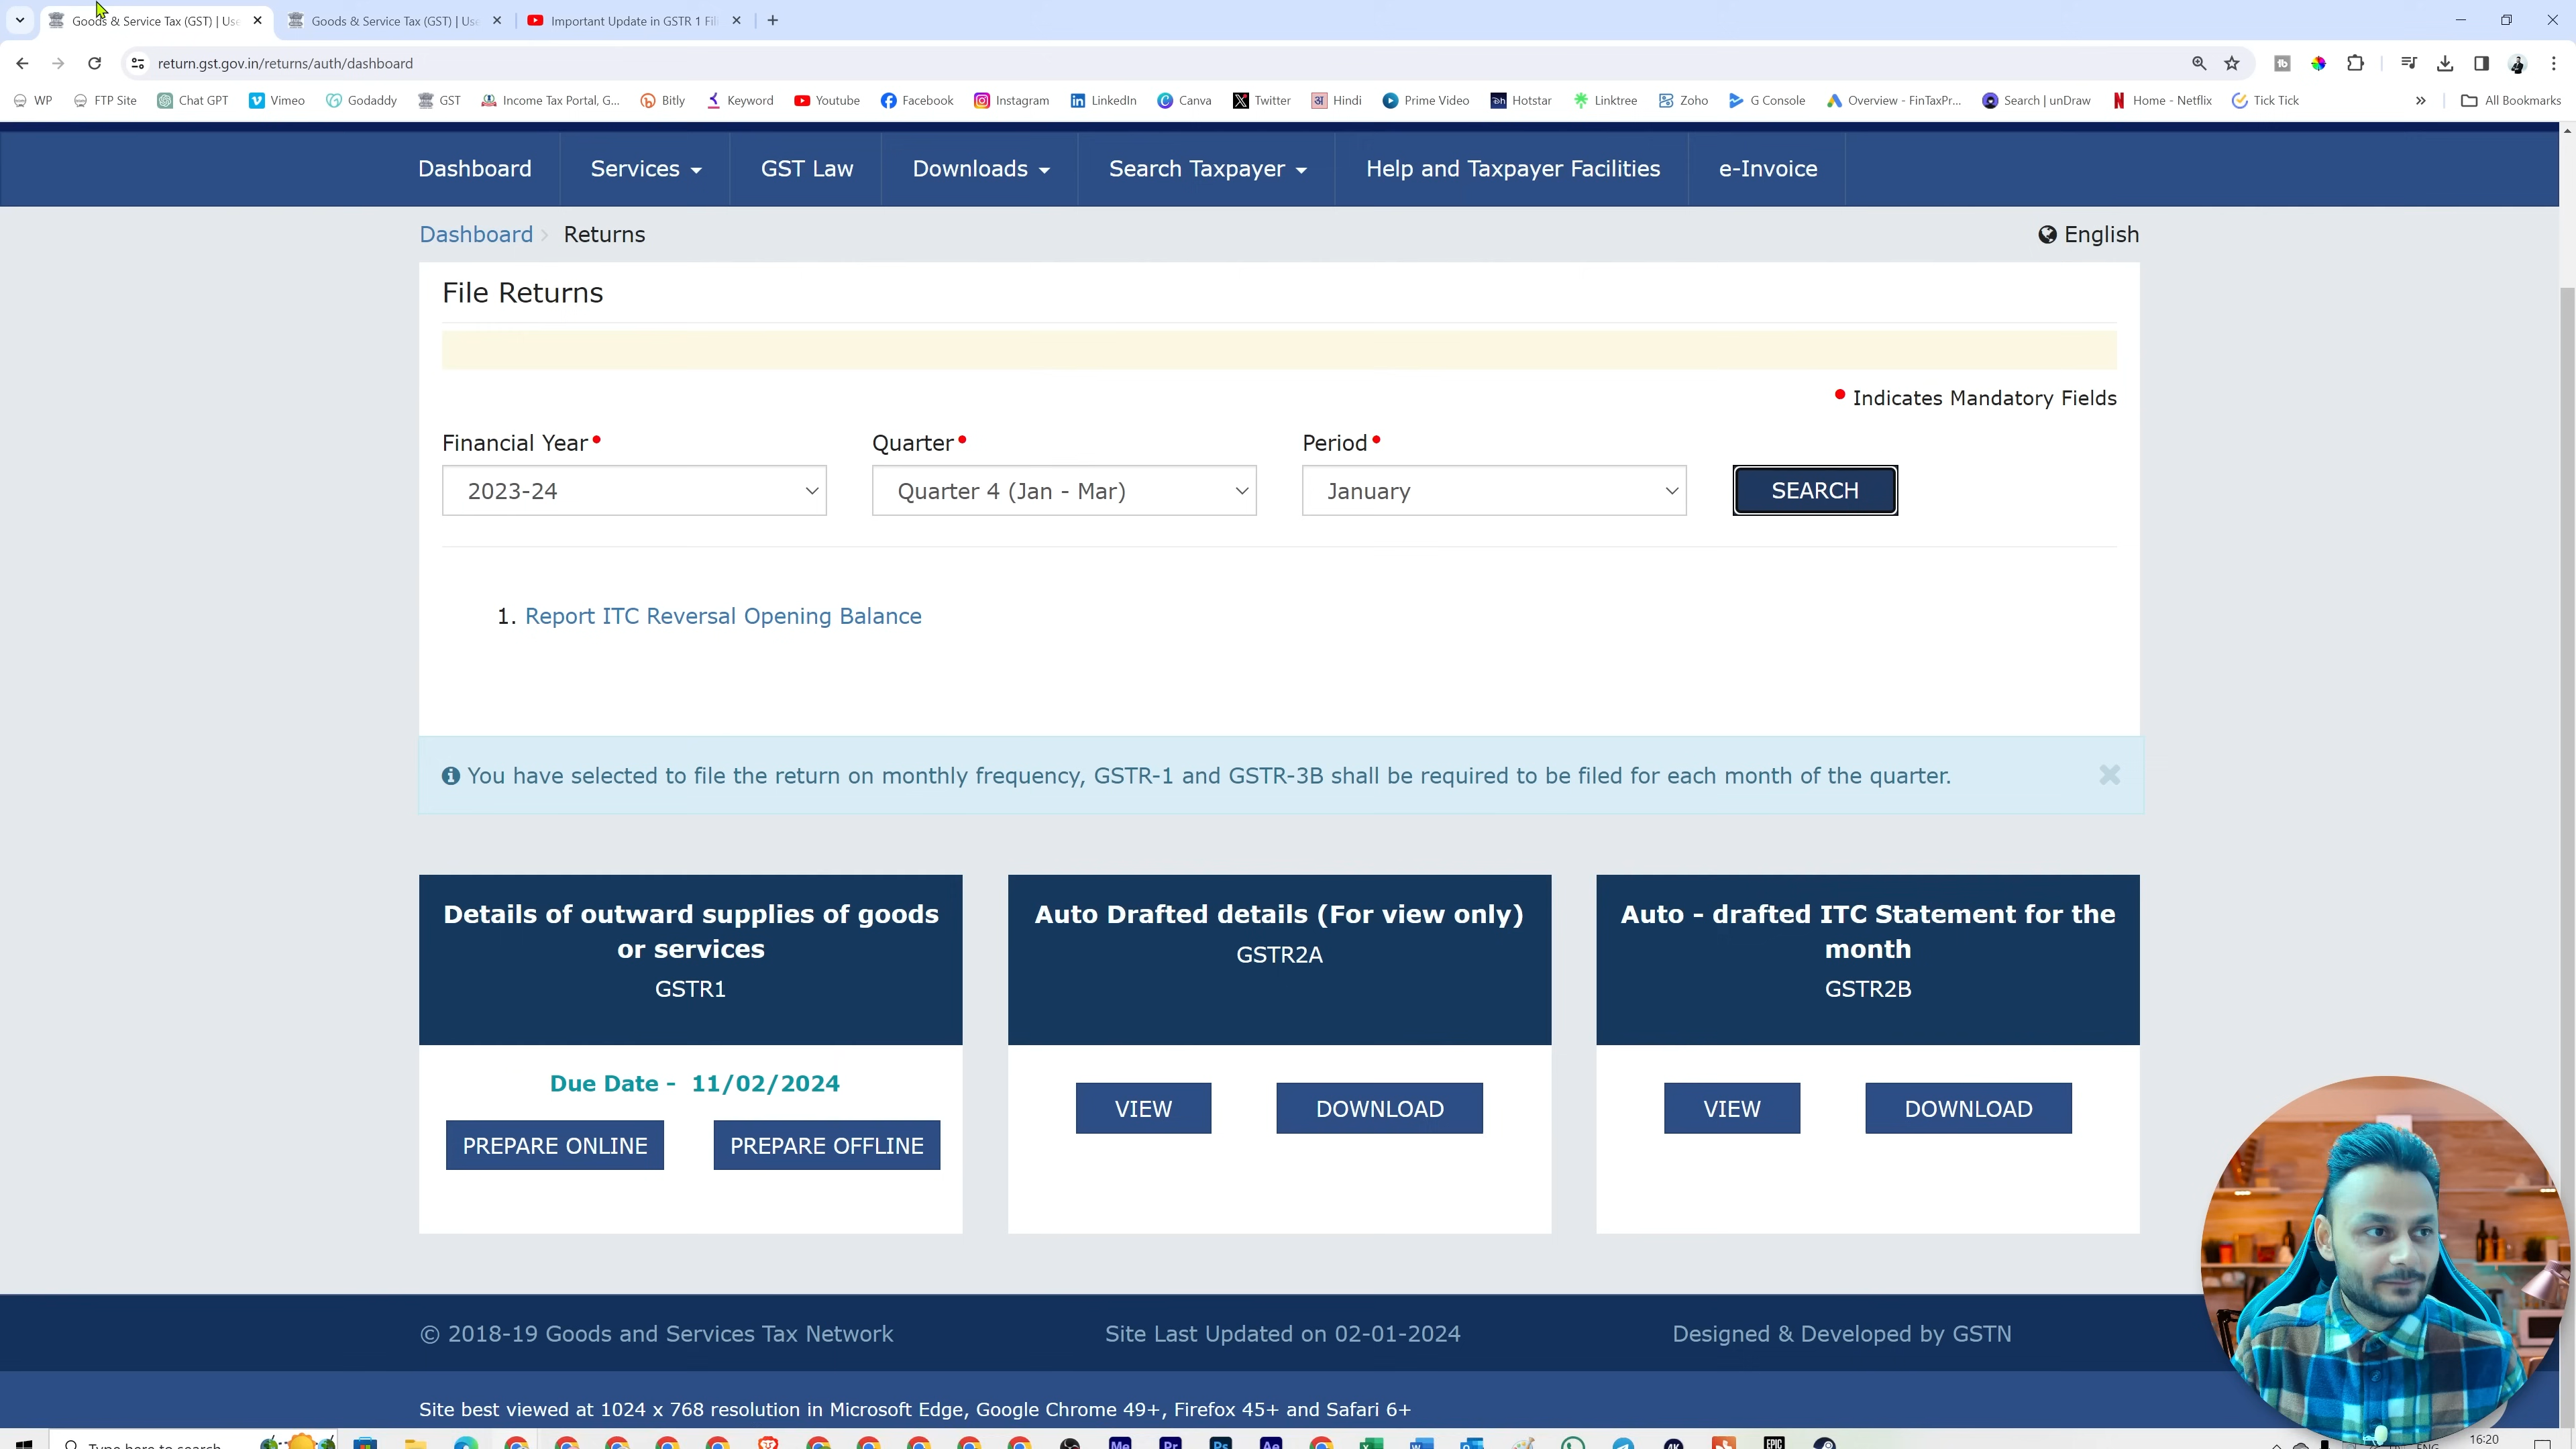 Goods & Service Tax (GST) | Use
Goods & Service Tax (GST) | Use
Important Update in GSTR 1 Fili
return.gst.gov.in/returns/auth/dashboard
WP FTP Site Chat GPT Vimeo Godaddy GST Income Tax Portal, G... Bitly Keyword Youtube Facebook Instagram LinkedIn Canva Twitter Hindi Prime Video Hotstar Linktree Zoho G Console Overview - FinTaxPr... Search | unDraw Home - Netflix Tick Tick » All Bookmarks
Dashboard Services GST Law Downloads Search Taxpayer Help and Taxpayer Facilities e-Invoice
Dashboard › Returns English
File Returns
• Indicates Mandatory Fields
Financial Year• Quarter• Period•
2023-24 Quarter 4 (Jan - Mar) January SEARCH
1. Report ITC Reversal Opening Balance
You have selected to file the return on monthly frequency, GSTR-1 and GSTR-3B shall be required to be filed for each month of the quarter.
Details of outward supplies of goods
or services
GSTR1
Due Date - 11/02/2024
PREPARE ONLINE PREPARE OFFLINE
Auto Drafted details (For view only)
GSTR2A
VIEW DOWNLOAD
Auto - drafted ITC Statement for the
month
GSTR2B
VIEW DOWNLOAD
© 2018-19 Goods and Services Tax Network Site Last Updated on 02-01-2024 Designed & Developed by GSTN
Site best viewed at 1024 x 768 resolution in Microsoft Edge, Google Chrome 49+, Firefox 45+ and Safari 6+
Type here to search
16:20